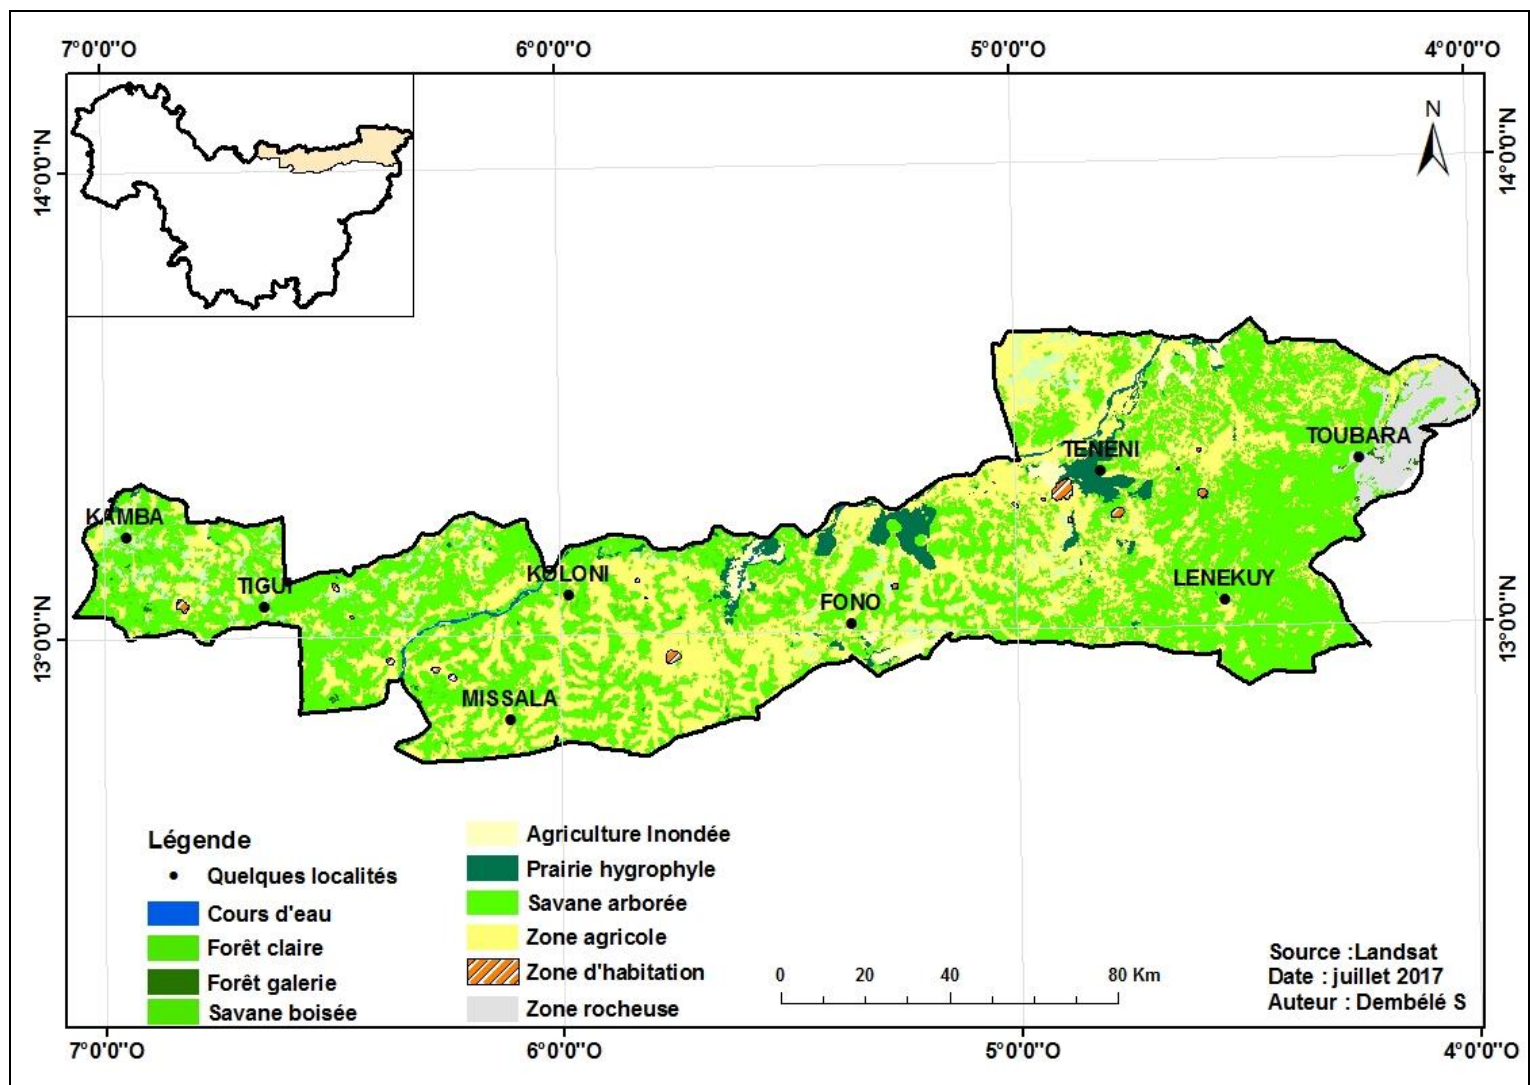 7°0'0"O 6°0'0"O 5°0'0"O 4°0'0"O
14°0'0"N
14°0'0"N
N
TOUBARA
TENENI
KAMBA
TIGUI
KOLONI
LENEKUY
FONO
13°0'0"N
13°0'0"N
MISSALA
Légende
Quelques localités
Cours d'eau
Forêt claire
Forêt galerie
Savane boisée
Agriculture Inondée
Prairie hygrophyle
Savane arborée
Zone agricole
Zone d'habitation
Zone rocheuse
0 20 40 80 Km
Source :Landsat
Date : juillet 2017
Auteur : Dembélé S
7°0'0"O 6°0'0"O 5°0'0"O 4°0'0"O